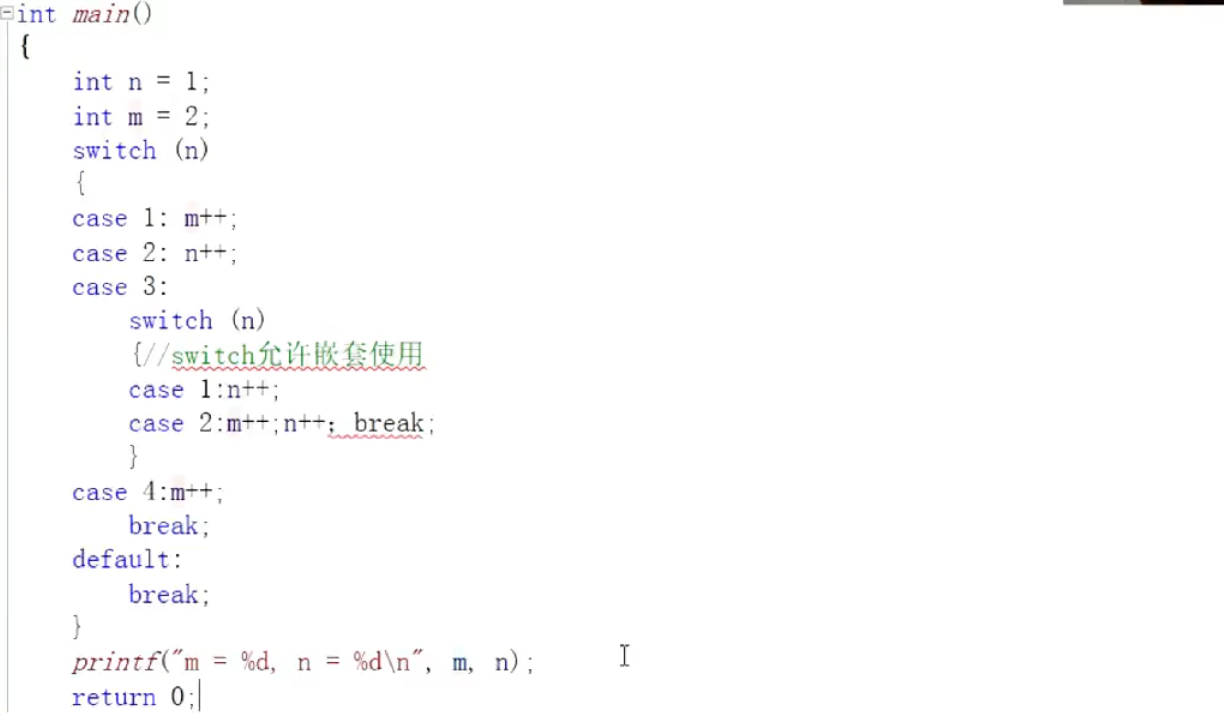 int main()
{
int n = 1;
int m = 2;
switch (n)
{
case 1: m++;
case 2: n++;
case 3:
switch (n)
{//switch允许嵌套使用
case 1:n++;
case 2:m++;n++；break;
}
case 4:m++;
break;
default:
break;
}
printf("m = %d, n = %d\n", m, n);
return 0;